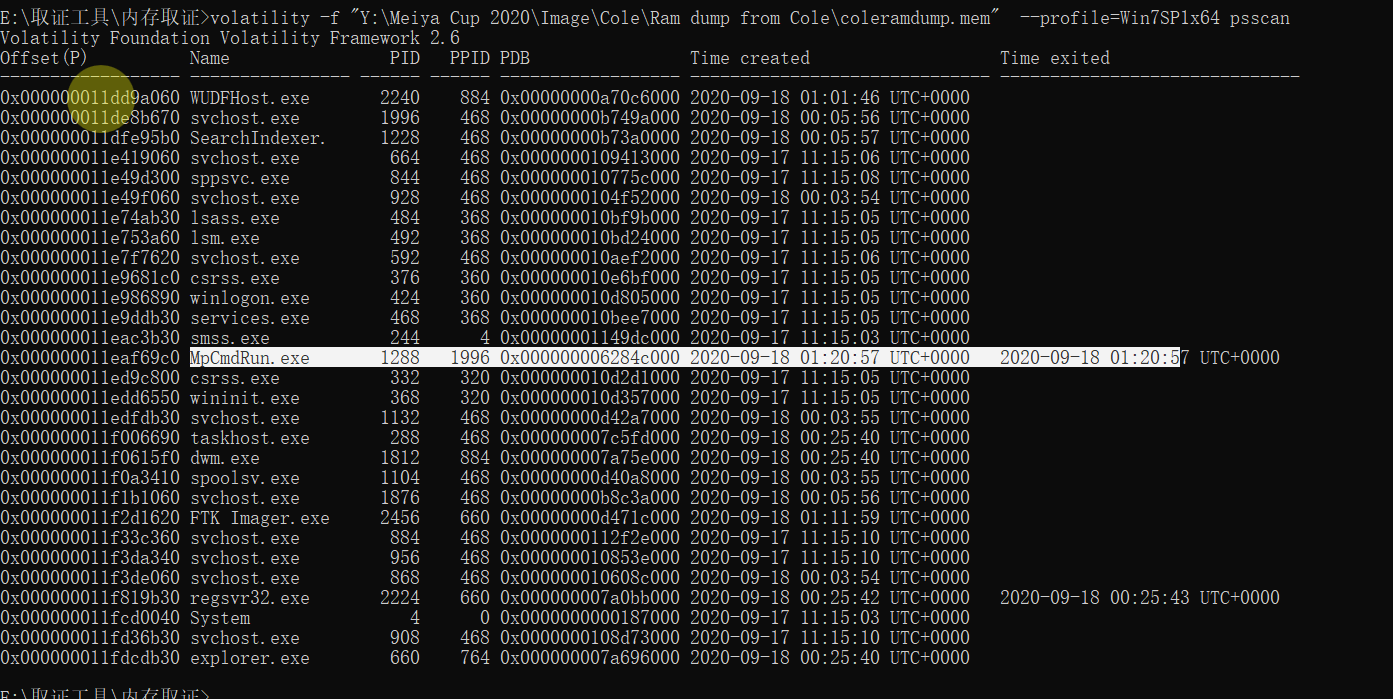 E:\取证工具\内存取证>volatility -f "Y:\Meiya Cup 2020\Image\Cole\Ram dump from Cole\coleramdump.mem"  --profile=Win7SP1x64 psscan
Volatility Foundation Volatility Framework 2.6
Offset(P)          Name                PID   PPID PDB                Time created                   Time exited
------------------ ---------------- ------ ------ ------------------ ------------------------------ ------------------------------
0x000000011dd9a060 WUDFHost.exe       2240    884 0x00000000a70c6000 2020-09-18 01:01:46 UTC+0000
0x000000011de8b670 svchost.exe        1996    468 0x00000000b749a000 2020-09-18 00:05:56 UTC+0000
0x000000011dfe95b0 SearchIndexer.     1228    468 0x00000000b73a0000 2020-09-18 00:05:57 UTC+0000
0x000000011e419060 svchost.exe         664    468 0x0000000109413000 2020-09-17 11:15:06 UTC+0000
0x000000011e49d300 sppsvc.exe          844    468 0x000000010775c000 2020-09-17 11:15:08 UTC+0000
0x000000011e49f060 svchost.exe         928    468 0x0000000104f52000 2020-09-18 00:03:54 UTC+0000
0x000000011e74ab30 lsass.exe           484    368 0x000000010bf9b000 2020-09-17 11:15:05 UTC+0000
0x000000011e753a60 lsm.exe             492    368 0x000000010bd24000 2020-09-17 11:15:05 UTC+0000
0x000000011e7f7620 svchost.exe         592    468 0x000000010aef2000 2020-09-17 11:15:06 UTC+0000
0x000000011e9681c0 csrss.exe           376    360 0x000000010e6bf000 2020-09-17 11:15:05 UTC+0000
0x000000011e986890 winlogon.exe        424    360 0x000000010d805000 2020-09-17 11:15:05 UTC+0000
0x000000011e9ddb30 services.exe        468    368 0x000000010bee7000 2020-09-17 11:15:05 UTC+0000
0x000000011eac3b30 smss.exe            244      4 0x00000001149dc000 2020-09-17 11:15:03 UTC+0000
0x000000011eaf69c0 MpCmdRun.exe       1288   1996 0x000000006284c000 2020-09-18 01:20:57 UTC+0000   2020-09-18 01:20:57 UTC+0000
0x000000011ed9c800 csrss.exe           332    320 0x000000010d2d1000 2020-09-17 11:15:05 UTC+0000
0x000000011edd6550 wininit.exe         368    320 0x000000010d357000 2020-09-17 11:15:05 UTC+0000
0x000000011edfdb30 svchost.exe        1132    468 0x00000000d42a7000 2020-09-18 00:03:55 UTC+0000
0x000000011f006690 taskhost.exe        288    468 0x000000007c5fd000 2020-09-18 00:25:40 UTC+0000
0x000000011f0615f0 dwm.exe            1812    884 0x000000007a75e000 2020-09-18 00:25:40 UTC+0000
0x000000011f0a3410 spoolsv.exe        1104    468 0x00000000d40a8000 2020-09-18 00:03:55 UTC+0000
0x000000011f1b1060 svchost.exe        1876    468 0x00000000b8c3a000 2020-09-18 00:05:56 UTC+0000
0x000000011f2d1620 FTK Imager.exe     2456    660 0x00000000d471c000 2020-09-18 01:11:59 UTC+0000
0x000000011f33c360 svchost.exe         884    468 0x0000000112f2e000 2020-09-17 11:15:10 UTC+0000
0x000000011f3da340 svchost.exe         956    468 0x000000010853e000 2020-09-17 11:15:10 UTC+0000
0x000000011f3de060 svchost.exe         868    468 0x000000010608c000 2020-09-18 00:03:54 UTC+0000
0x000000011f819b30 regsvr32.exe       2224    660 0x000000007a0bb000 2020-09-18 00:25:42 UTC+0000   2020-09-18 00:25:43 UTC+0000
0x000000011fcd0040 System                4      0 0x0000000000187000 2020-09-17 11:15:03 UTC+0000
0x000000011fd36b30 svchost.exe         908    468 0x0000000108d73000 2020-09-17 11:15:10 UTC+0000
0x000000011fdcdb30 explorer.exe        660    764 0x000000007a696000 2020-09-18 00:25:40 UTC+0000
E:\取证工具\内存取证>